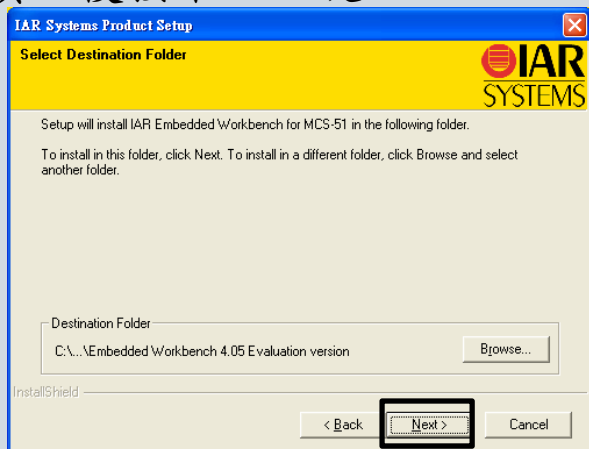 IAR Systems Product Setup
Select Destination Folder
IAR
SYSTEMS
Setup will install IAR Embedded Workbench for MCS-51 in the following folder.
To install in this folder, click Next. To install in a different folder, click Browse and select
another folder.
Destination Folder
C:\...\Embedded Workbench 4.05 Evaluation version
Browse...
InstallShield
< Back
Next >
Cancel